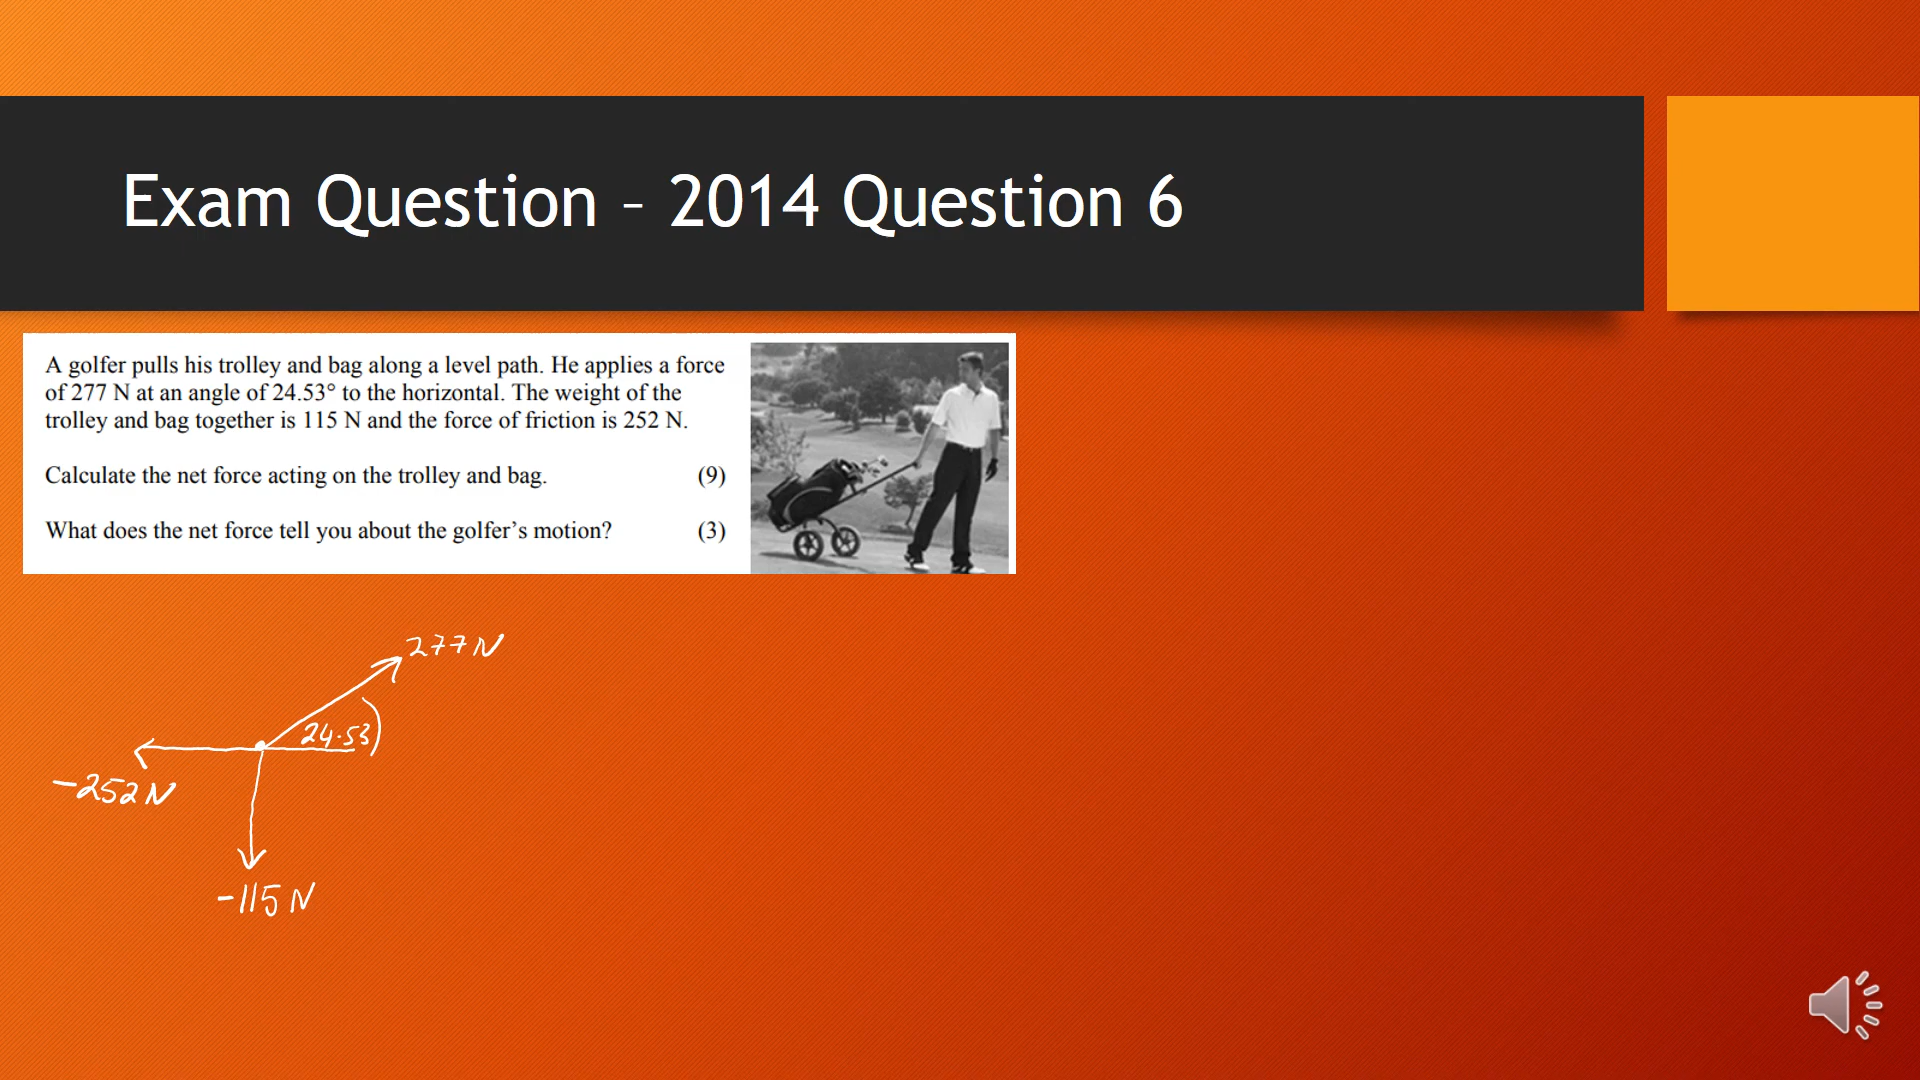 Exam Question – 2014 Question 6
A golfer pulls his trolley and bag along a level path. He applies a force
of 277 N at an angle of 24.53° to the horizontal. The weight of the
trolley and bag together is 115 N and the force of friction is 252 N.
Calculate the net force acting on the trolley and bag. (9)
What does the net force tell you about the golfer’s motion? (3)
277 N
24.53
-252 N
-115 N